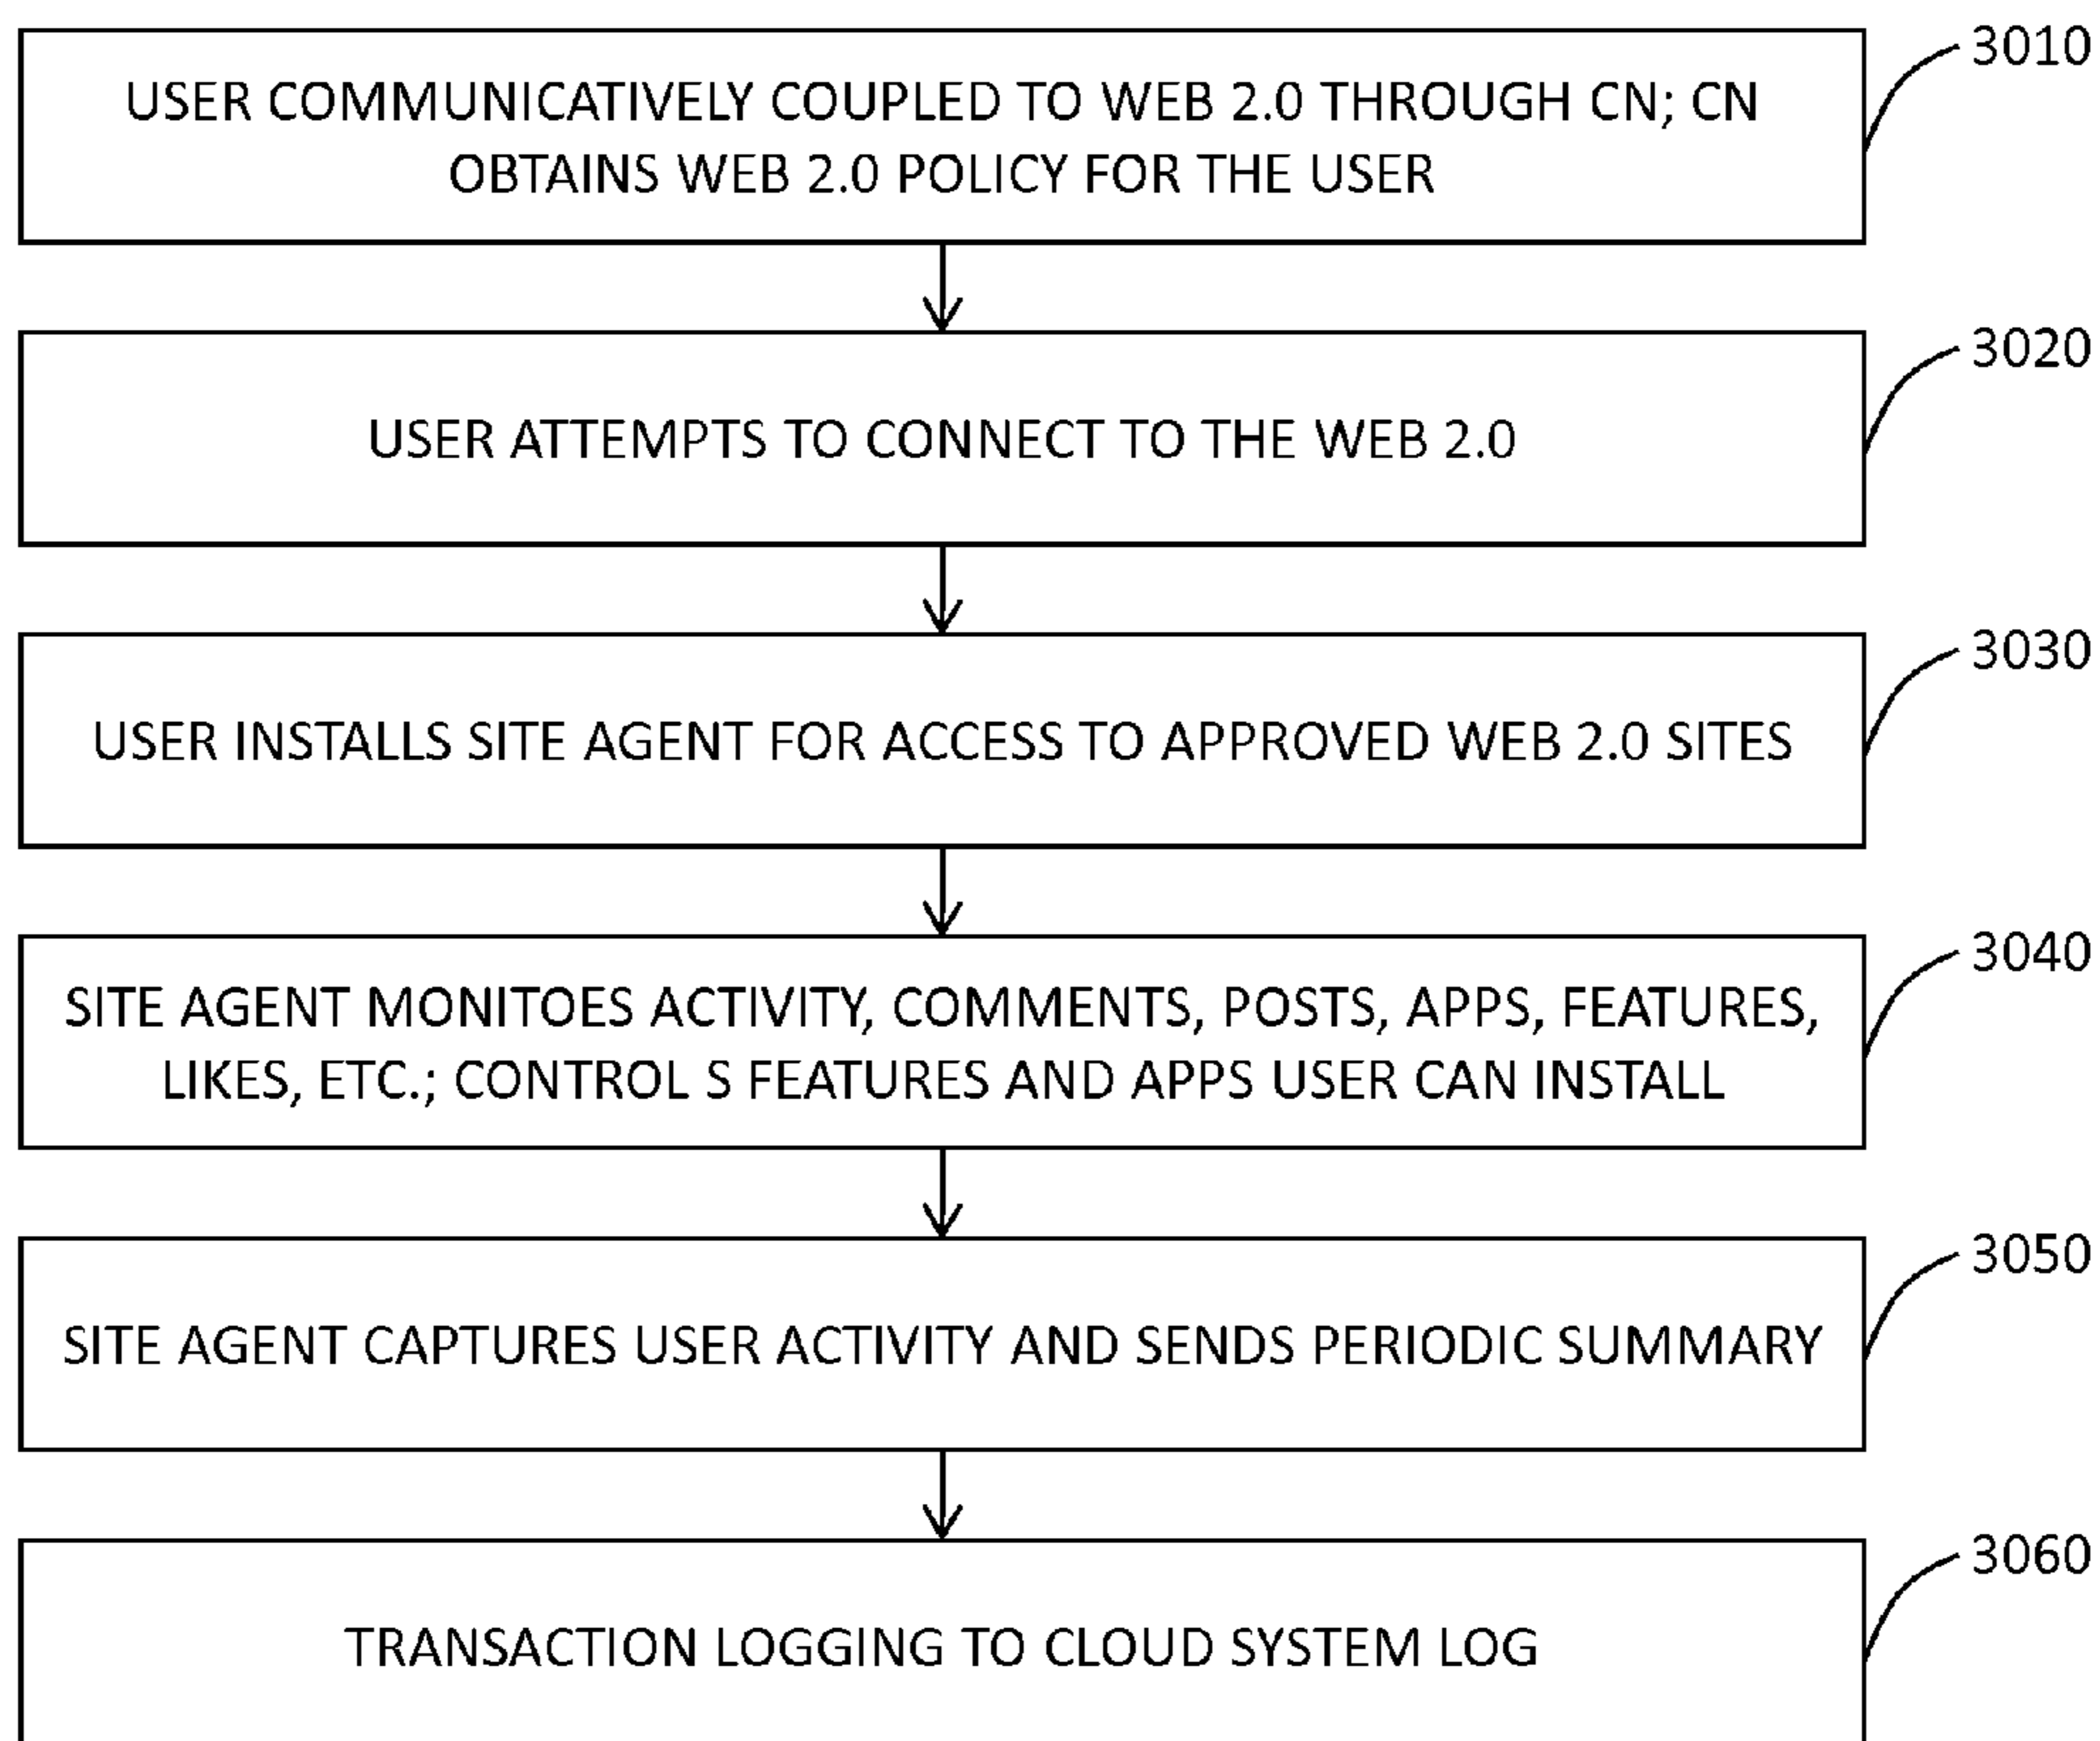 3010
USER COMMUNICATIVELY COUPLED TO WEB 2.0 THROUGH CN; CN
OBTAINS WEB 2.0 POLICY FOR THE USER
3020
USER ATTEMPTS TO CONNECT TO THE WEB 2.0
3030
USER INSTALLS SITE AGENT FOR ACCESS TO APPROVED WEB 2.0 SITES
3040
SITE AGENT MONITOES ACTIVITY, COMMENTS, POSTS, APPS, FEATURES,
LIKES, ETC.; CONTROL S FEATURES AND APPS USER CAN INSTALL
3050
SITE AGENT CAPTURES USER ACTIVITY AND SENDS PERIODIC SUMMARY
3060
TRANSACTION LOGGING TO CLOUD SYSTEM LOG